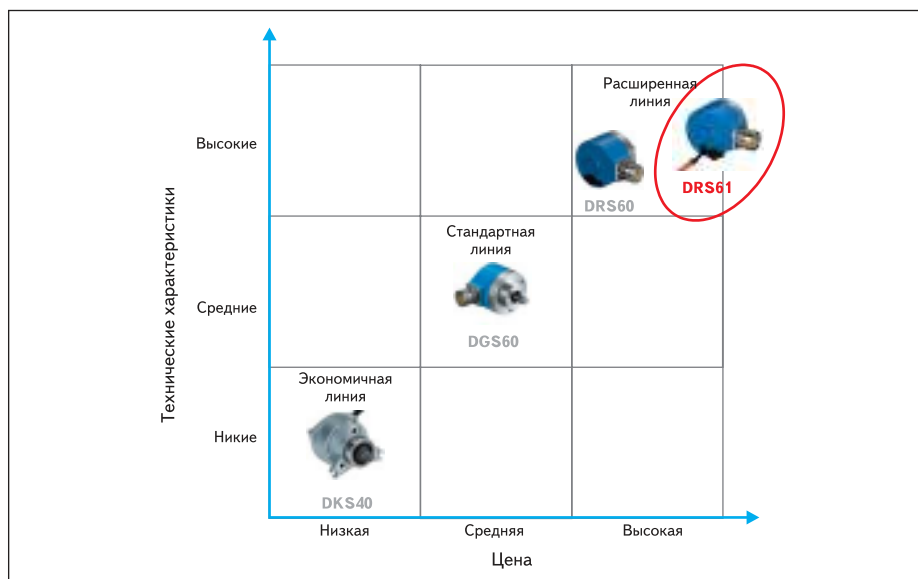 Расширенная
линия
Высокие
DRS61
DRS60
Стандартная
линия
Технические характеристики
Средние
DGS60
Экономичная
линия
Никие
DKS40
Низкая
Средняя
Высокая
Цена